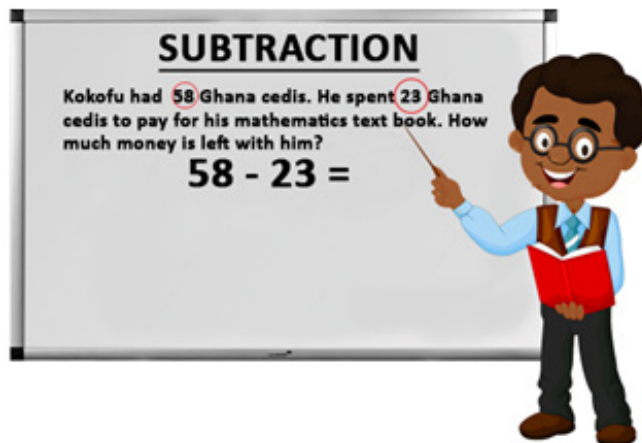 SUBTRACTION
Kokofu had 58 Ghana cedis. He spent 23 Ghana
cedis to pay for his mathematics text book. How
much money is left with him?
58 - 23 =